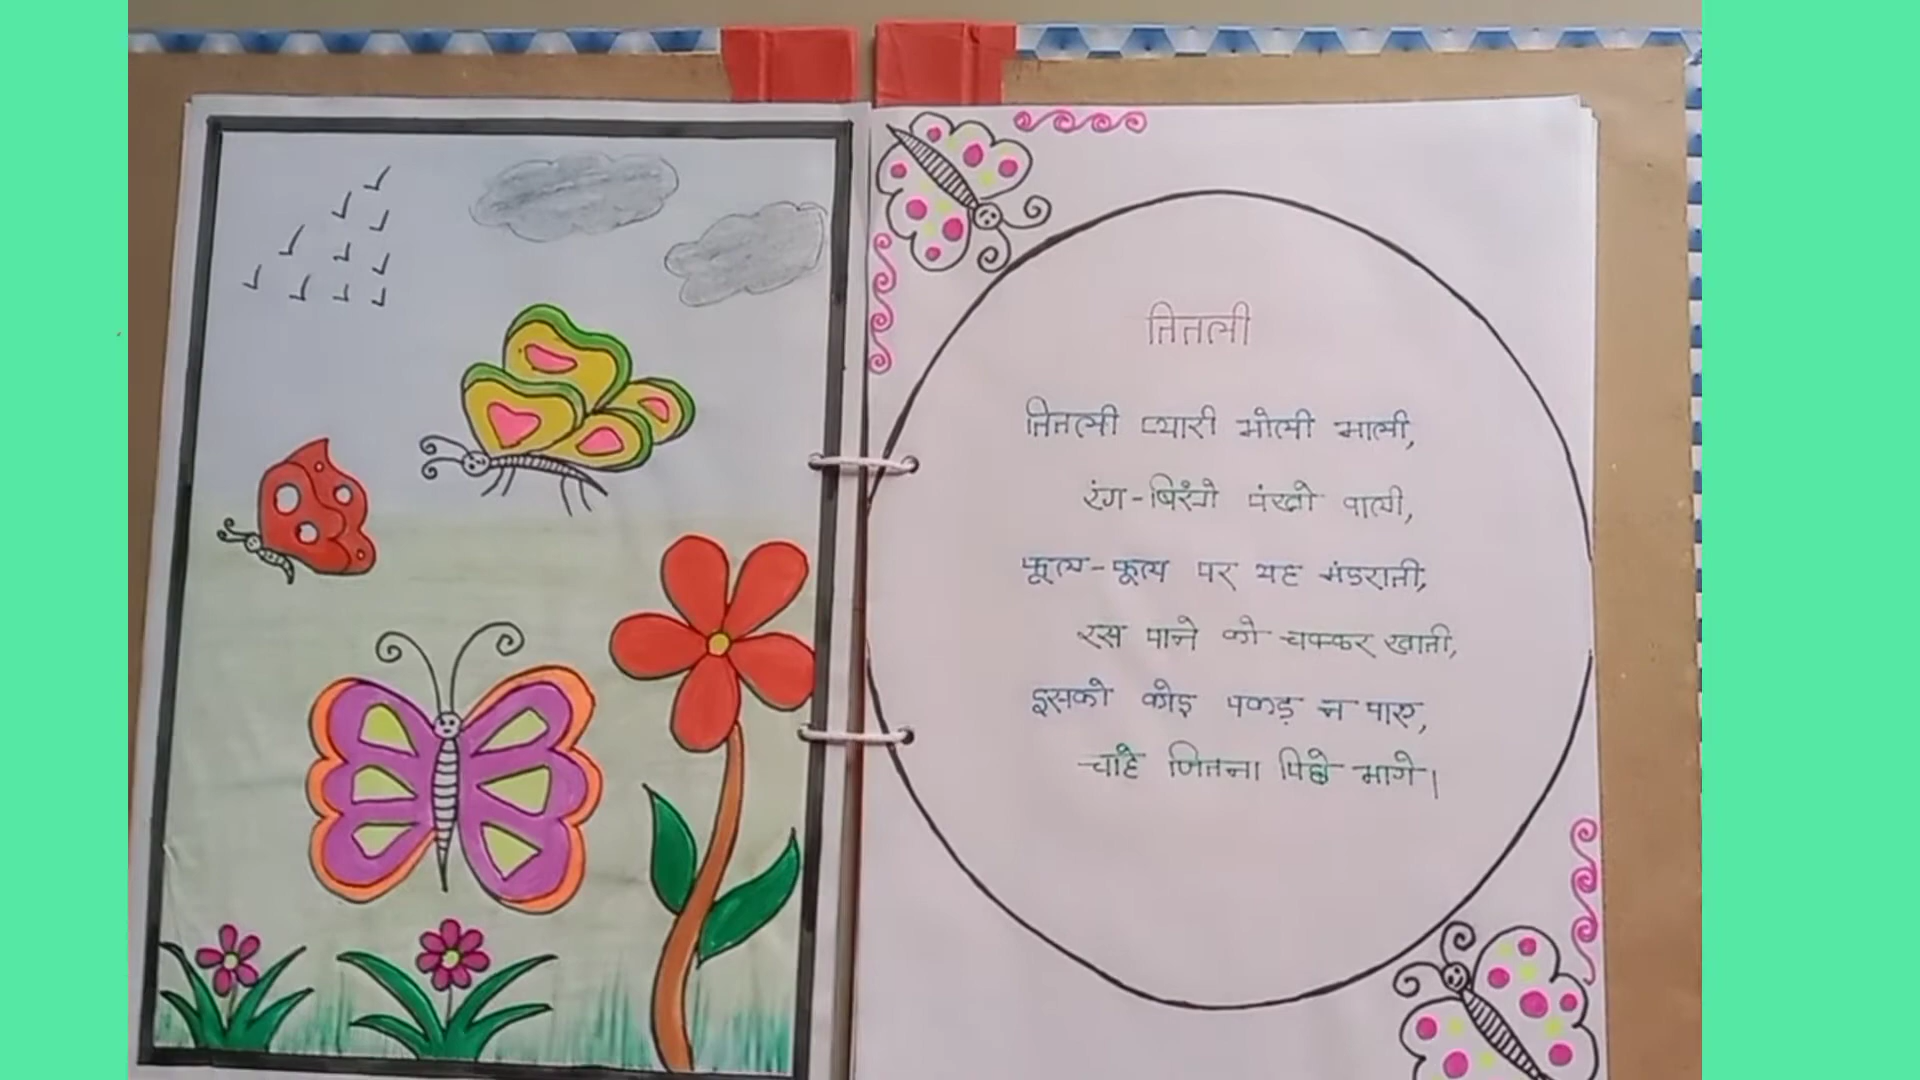 तितली
तितली प्यारी भोली भाली,
रंग-बिरंगे पंखो वाली,
फूल-फूल पर यह मंडराती,
रस पाने को चक्कर खाती,
इसको कोइ पकड़ न पाए,
चाहे जितना पिछे भागे।